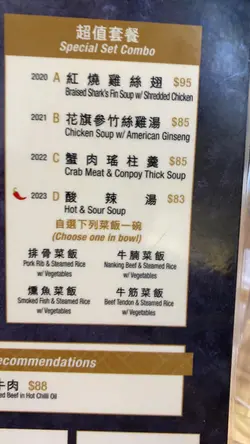 超值套餐
Special Set Combo
2020 A 紅燒雞絲翅 $95
Braised Shark's Fin Soup w/ Shredded Chicken
2021 B 花旗參竹絲雞湯 $85
Chicken Soup w/ American Ginseng
2022 C 蟹肉瑤柱羹 $85
Crab Meat & Conpoy Thick Soup
2023 D 酸辣湯 $83
Hot & Sour Soup
自選下列菜飯一碗
(Choose one in bowl)
排骨菜飯 牛腩菜飯
Pork Rib & Steamed Rice Nanking Beef & Steamed Rice
w/ Vegetables w/ Vegetables
燻魚菜飯 牛筋菜飯
Smoked Fish & Steamed Rice Beef Tendon & Steamed Rice
w/ Vegetables w/ Vegetables
ecommendations
牛肉 $88
ed Beef in Hot Chilli Oil